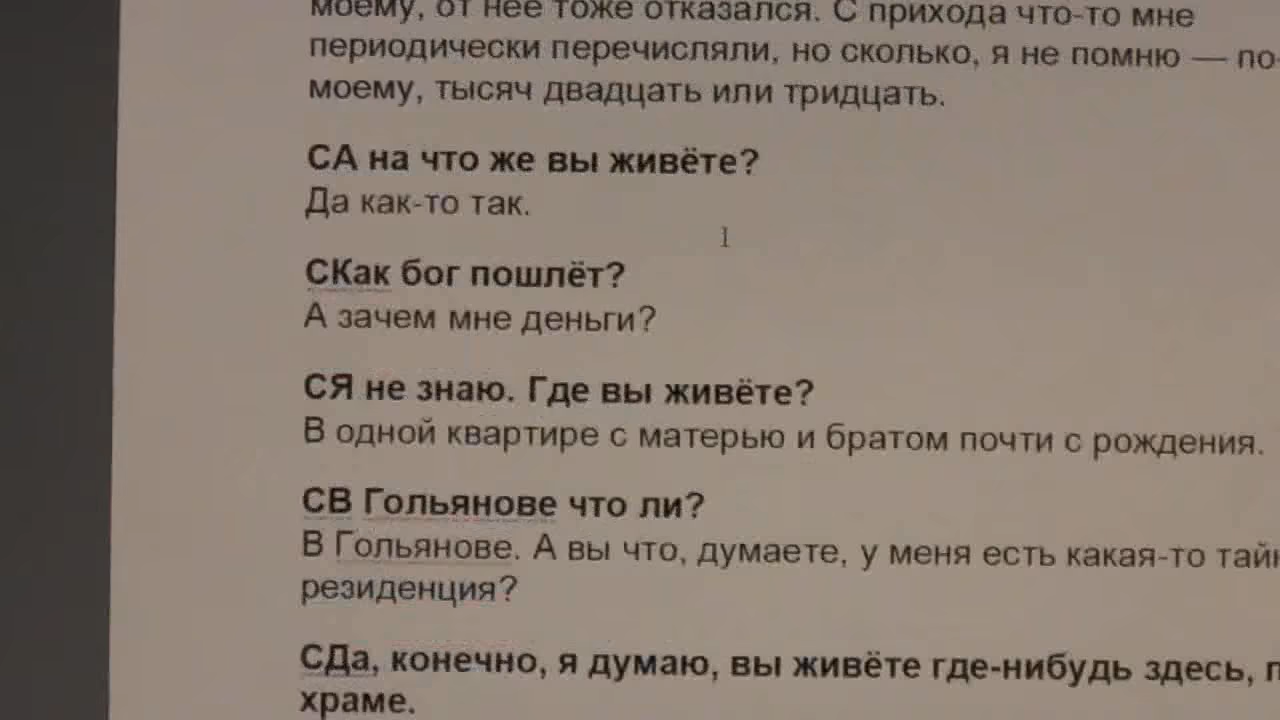 моему, от нее тоже отказался. С прихода что-то мне
периодически перечисляли, но сколько, я не помню — по-
моему, тысяч двадцать или тридцать.
СА на что же вы живёте?
Да как-то так.
СКак бог пошлёт?
А зачем мне деньги?
СЯ не знаю. Где вы живёте?
В одной квартире с матерью и братом почти с рождения.
СВ Гольянове что ли?
В Гольянове. А вы что, думаете, у меня есть какая-то
резиденция?
СДа, конечно, я думаю, вы живёте где-нибудь здесь,
храме.